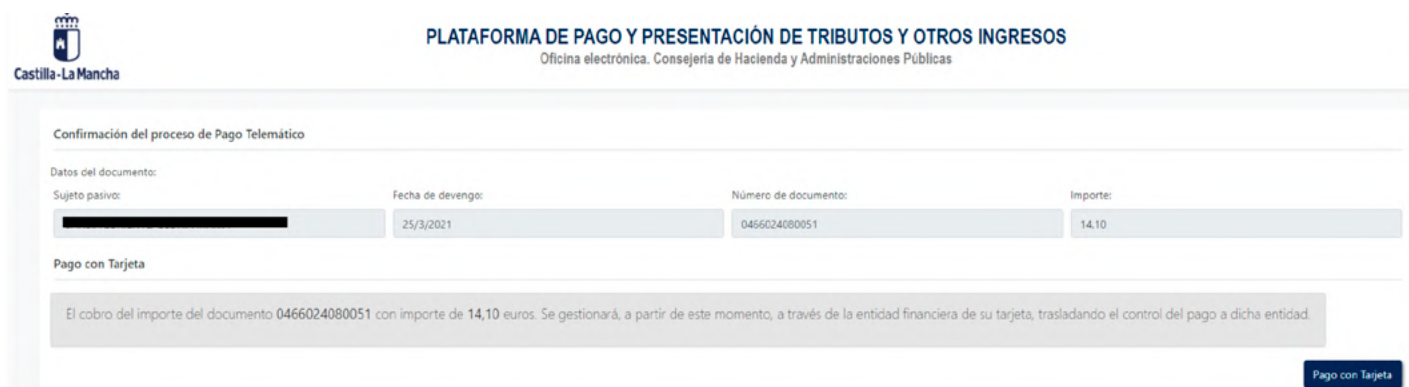 PLATAFORMA DE PAGO Y PRESENTACIÓN DE TRIBUTOS Y OTROS INGRESOS
Oficina electrónica. Consejería de Hacienda y Administraciones Públicas
Castilla-La Mancha
Confirmación del proceso de Pago Telemático
Datos del documento:
Sujeto pasivo: Fecha de devengo: Número de documento: Importe:
25/3/2021 0466024080051 14,10
Pago con Tarjeta
El cobro del importe del documento 0466024080051 con importe de 14,10 euros. Se gestionará, a partir de este momento, a través de la entidad financiera de su tarjeta, trasladando el control del pago a dicha entidad.
Pago con Tarjeta